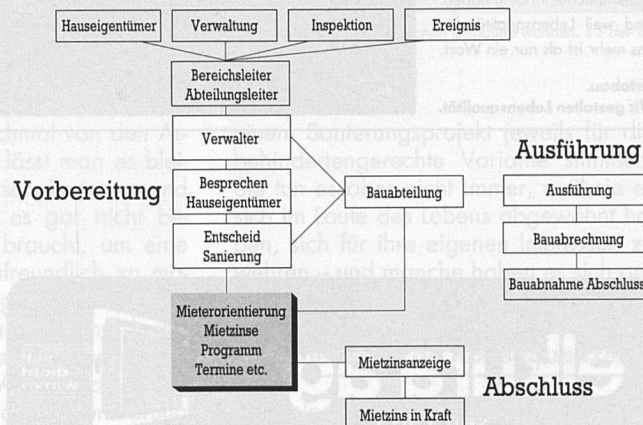 Hauseigentümer
Verwaltung
Inspektion
Ereignis
Bereichsleiter
Abteilungsleiter
Verwalter
Besprechung
Hauseigentümer
Entscheid
Sanierung
Vorbereitung
Bauabteilung
Ausführung
Ausführung
Bauabrechnung
Bauabnahme Abschluss
Mieterorientierung
Mietzinse
Programm
Termine etc.
Mietzinsanzeige
Abschluss
Mietzins in Kraft